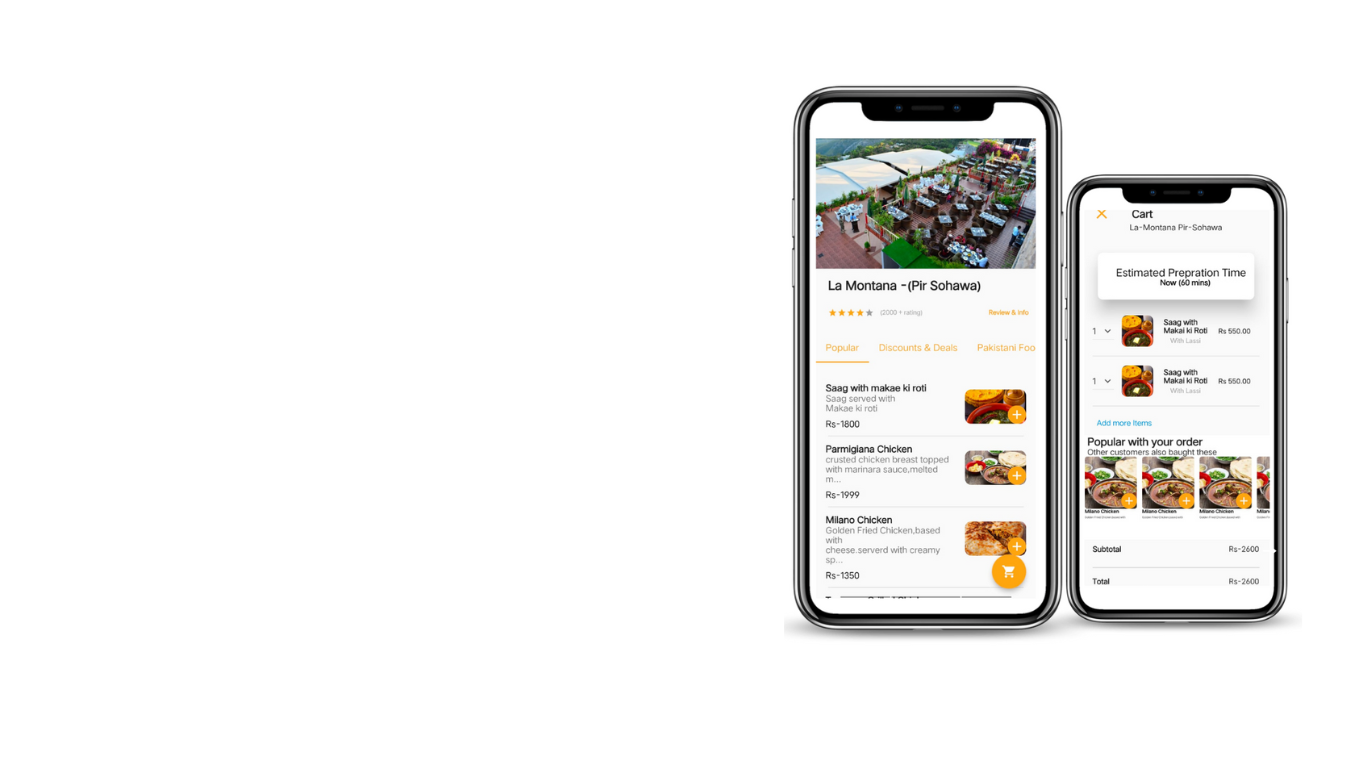 La Montana -(Pir Sohawa)
(2000 + rating)
Review & info
Popular
Discounts & Deals
Pakistani Foo
Saag with makae ki roti
Saag served with
Makae ki roti
Rs-1800
Parmigiana Chicken
crusted chicken breast topped
with marinara sauce,melted
m...
Rs-1999
Milano Chicken
Golden Fried Chicken,based
with
cheese.serverd with creamy
sp...
Rs-1350
Cart
La-Montana Pir-Sohawa
Estimated Prepration Time
Now (60 mins)
1
Saag with
Makai ki Roti
With Lassi
Rs 550.00
1
Saag with
Makai ki Roti
With Lassi
Rs 550.00
Add more Items
Popular with your order
Other customers also baught these
Milano Chicken
Milano Chicken
Milano Chicken
Milan
Subtotal
Rs-2600
Total
Rs-2600